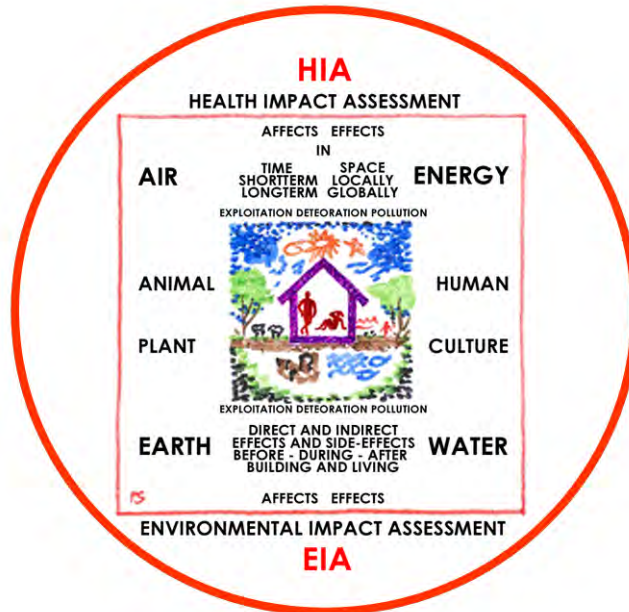 HIA
HEALTH IMPACT ASSESSMENT
AFFECTS EFFECTS
IN
TIME SPACE
SHORTTERM LOCALLY
LONGTERM GLOBALLY
AIR
ENERGY
EXPLOITATION DETEORATION POLLUTION
ANIMAL
HUMAN
PLANT
CULTURE
EXPLOITATION DETEORATION POLLUTION
EARTH
WATER
DIRECT AND INDIRECT
EFFECTS AND SIDE-EFFECTS
BEFORE - DURING - AFTER
BUILDING AND LIVING
PS
AFFECTS EFFECTS
ENVIRONMENTAL IMPACT ASSESSMENT
EIA